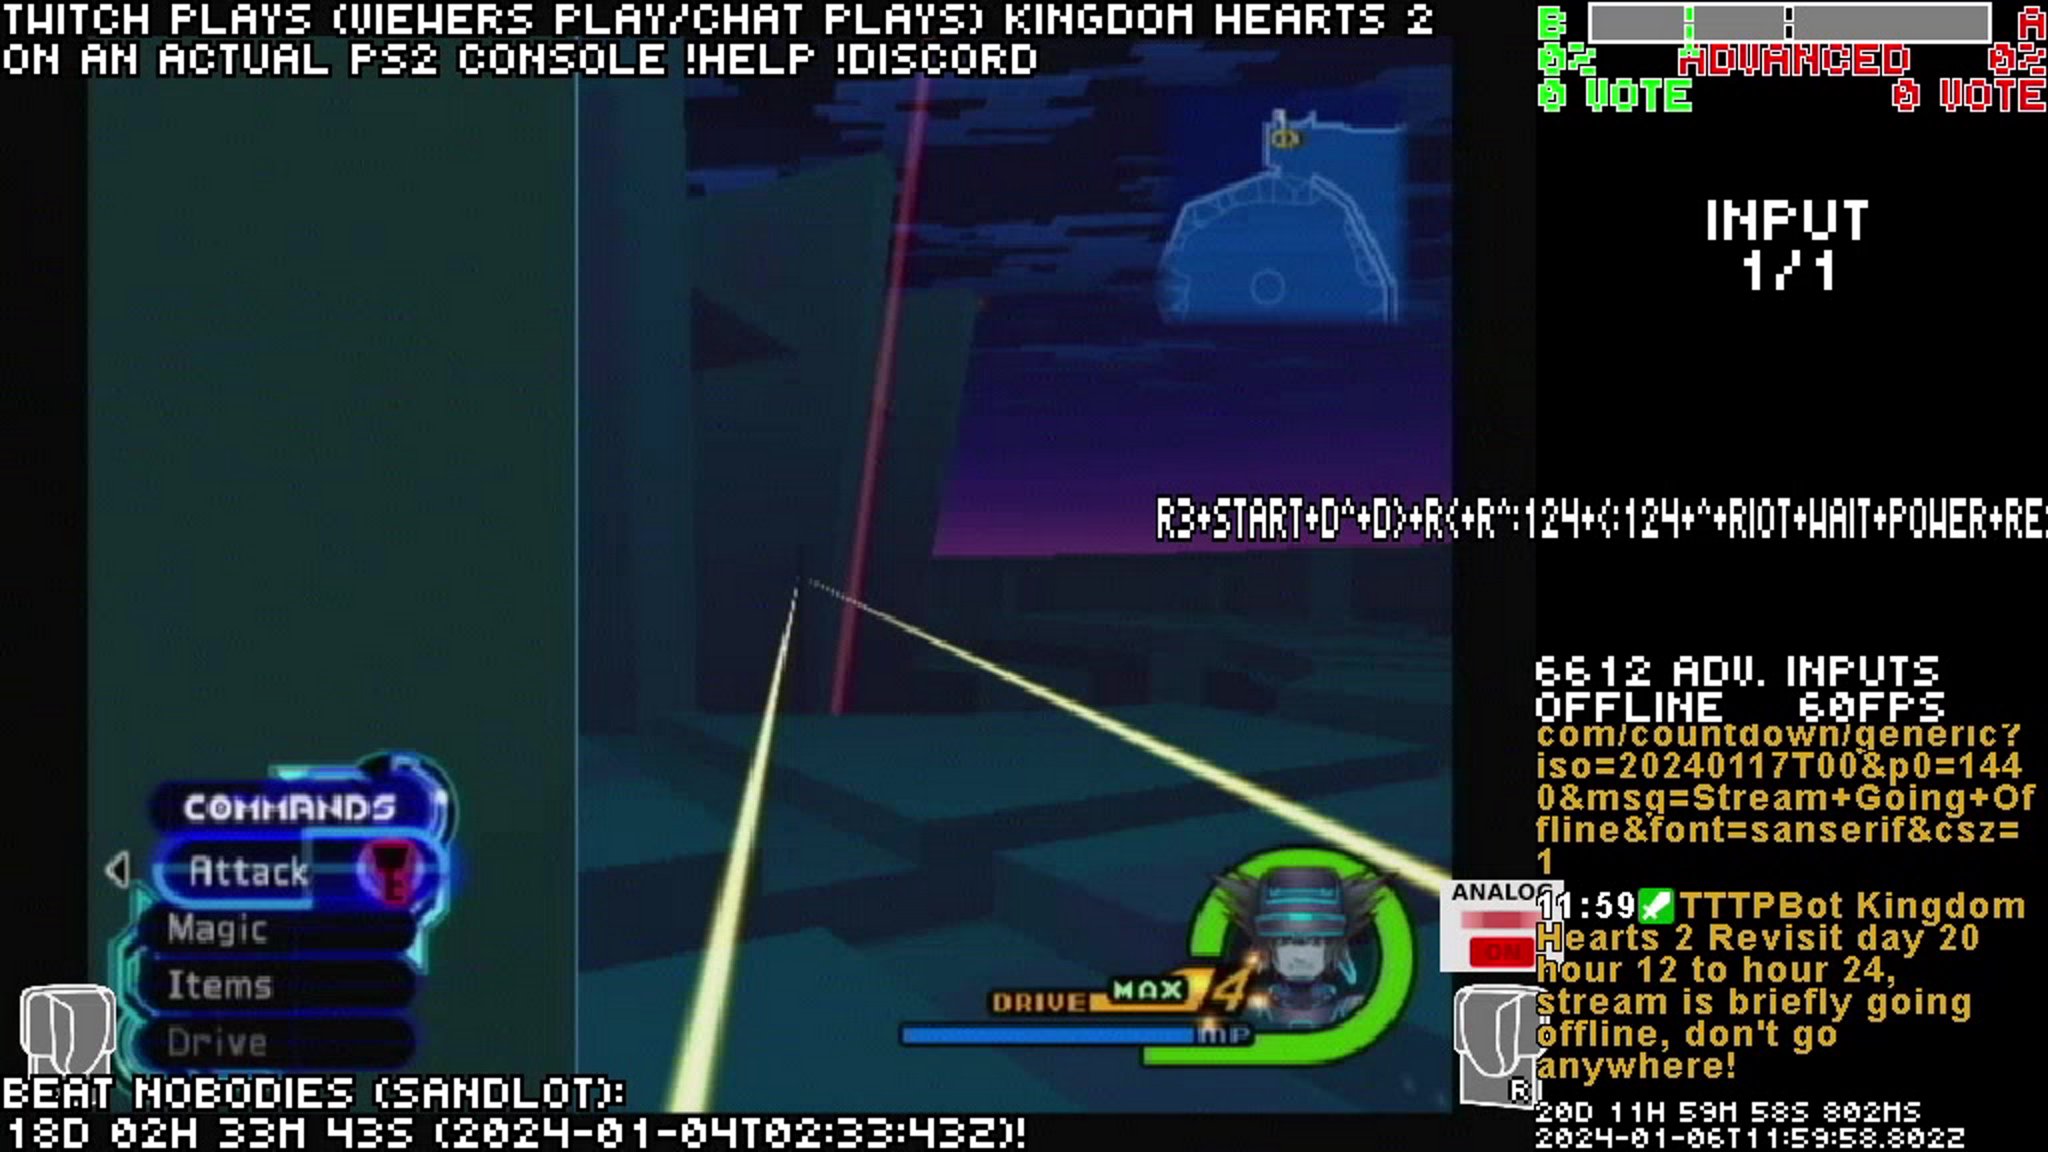 TWITCH PLAYS (VIEWERS PLAY/CHAT PLAYS) KINGDOM HEARTS 2
ON AN ACTUAL PS2 CONSOLE !HELP !DISCORD
B A
0% ADVANCED 0%
0 VOTE 0 VOTE
INPUT
1/1
R3+START+D^+D>+R<+R^:124+<:124+^+RIOT+WAIT+POWER+RES
6612 ADV. INPUTS
OFFLINE 60FPS
com/countdown/generic?
iso=20240117T00&p0=144
0&msg=Stream+Going+Of
fline&font=sanserif&csz=
1
11:59 TTTPBot Kingdom
Hearts 2 Revisit day 20
hour 12 to hour 24,
stream is briefly going
offline, don't go
anywhere!
20D 11H 59M 58S 802MS
2024-01-06T11:59:58.802Z
COMMANDS
Attack
Magic
Items
Drive
DRIVE MAX 4
MP
ANALOG
ON
R
BEAT NOBODIES (SANDLOT):
18D 02H 33M 43S (2024-01-04T02:33:43Z)!